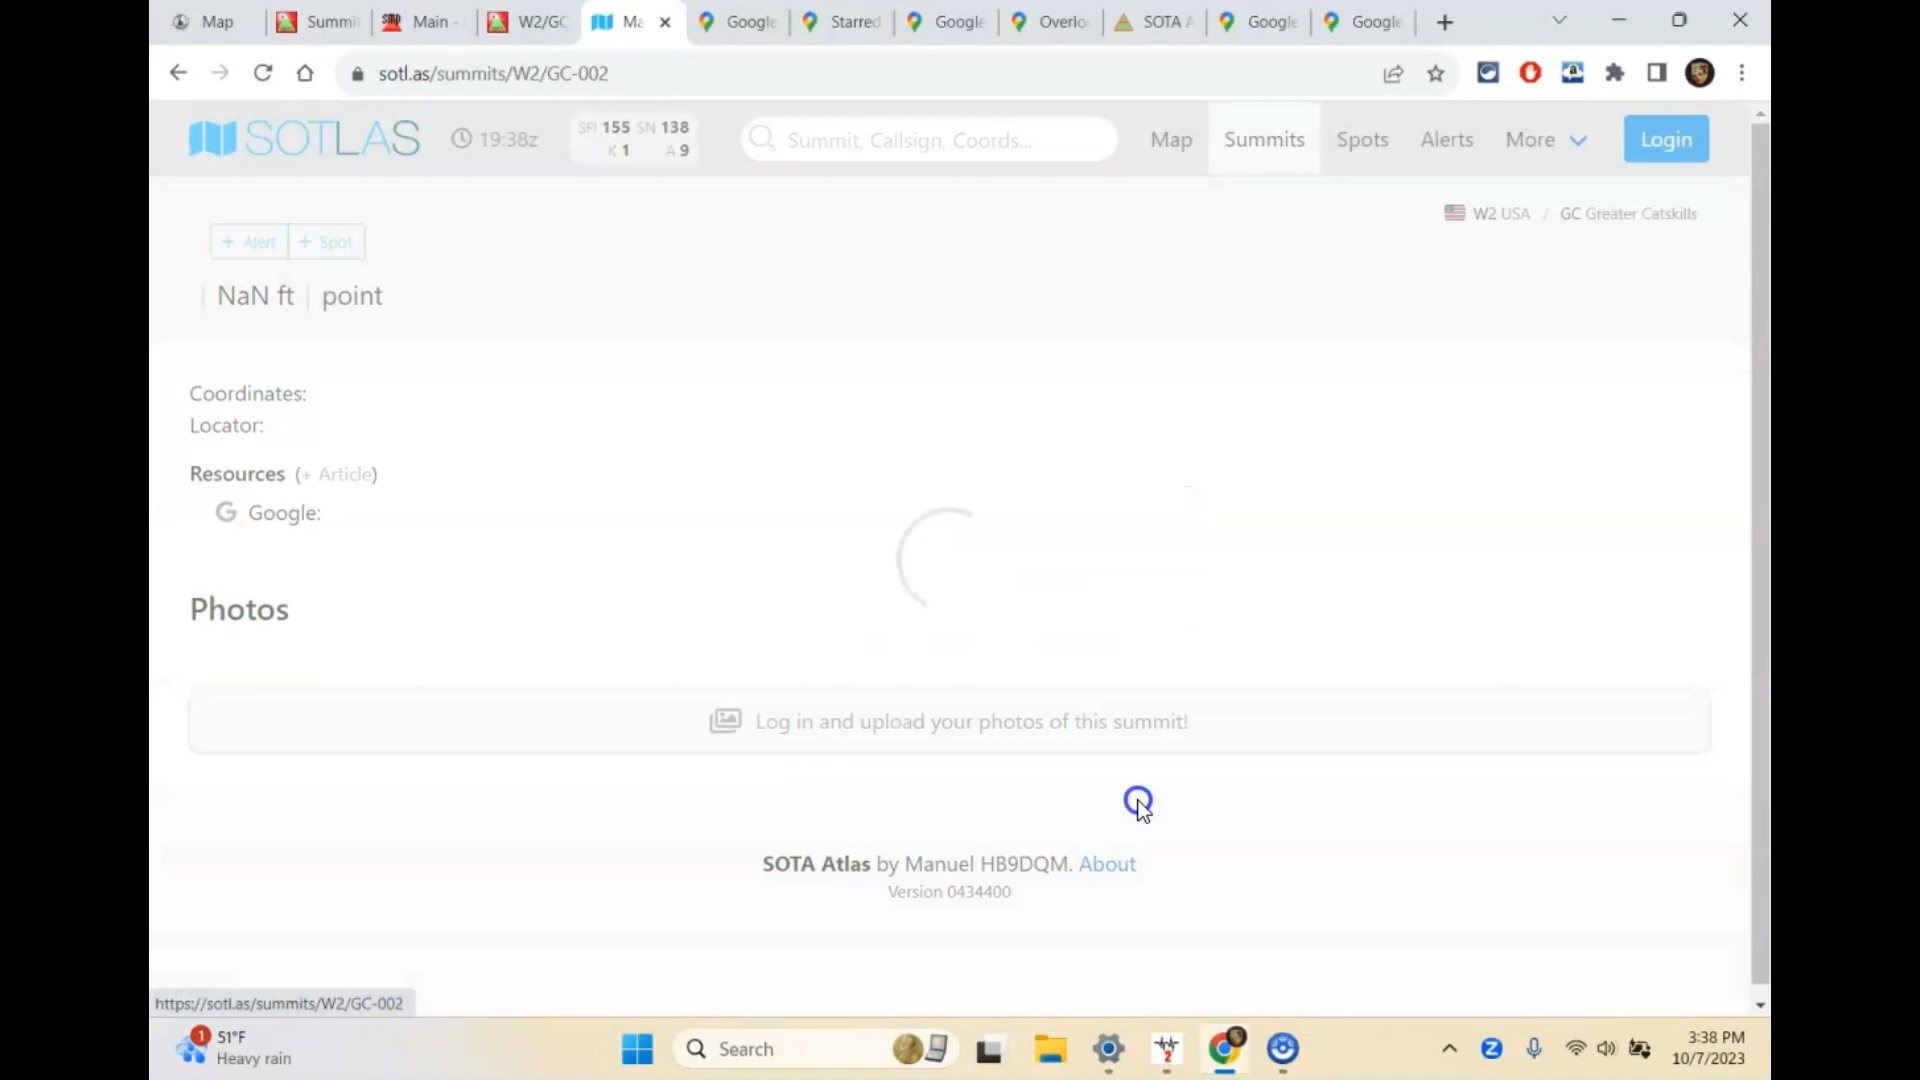 Map Summi Main - W2/GC Ma Google Starred Google Overlo SOTA A Google Google
sotl.as/summits/W2/GC-002
SOTLAS 19:38z SFI 155 SN 138 Summit, Callsign, Coords... Map Summits Spots Alerts More Login
K 1 A 9
W2 USA / GC Greater Catskills
+ Alert + Spot
NaN ft point
Coordinates:
Locator:
Resources (+ Article)
G Google:
Photos
Log in and upload your photos of this summit!
SOTA Atlas by Manuel HB9DQM. About
Version 0434400
https://sotl.as/summits/W2/GC-002
1 51°F
Heavy rain
Search
2
Z
3:38 PM
10/7/2023